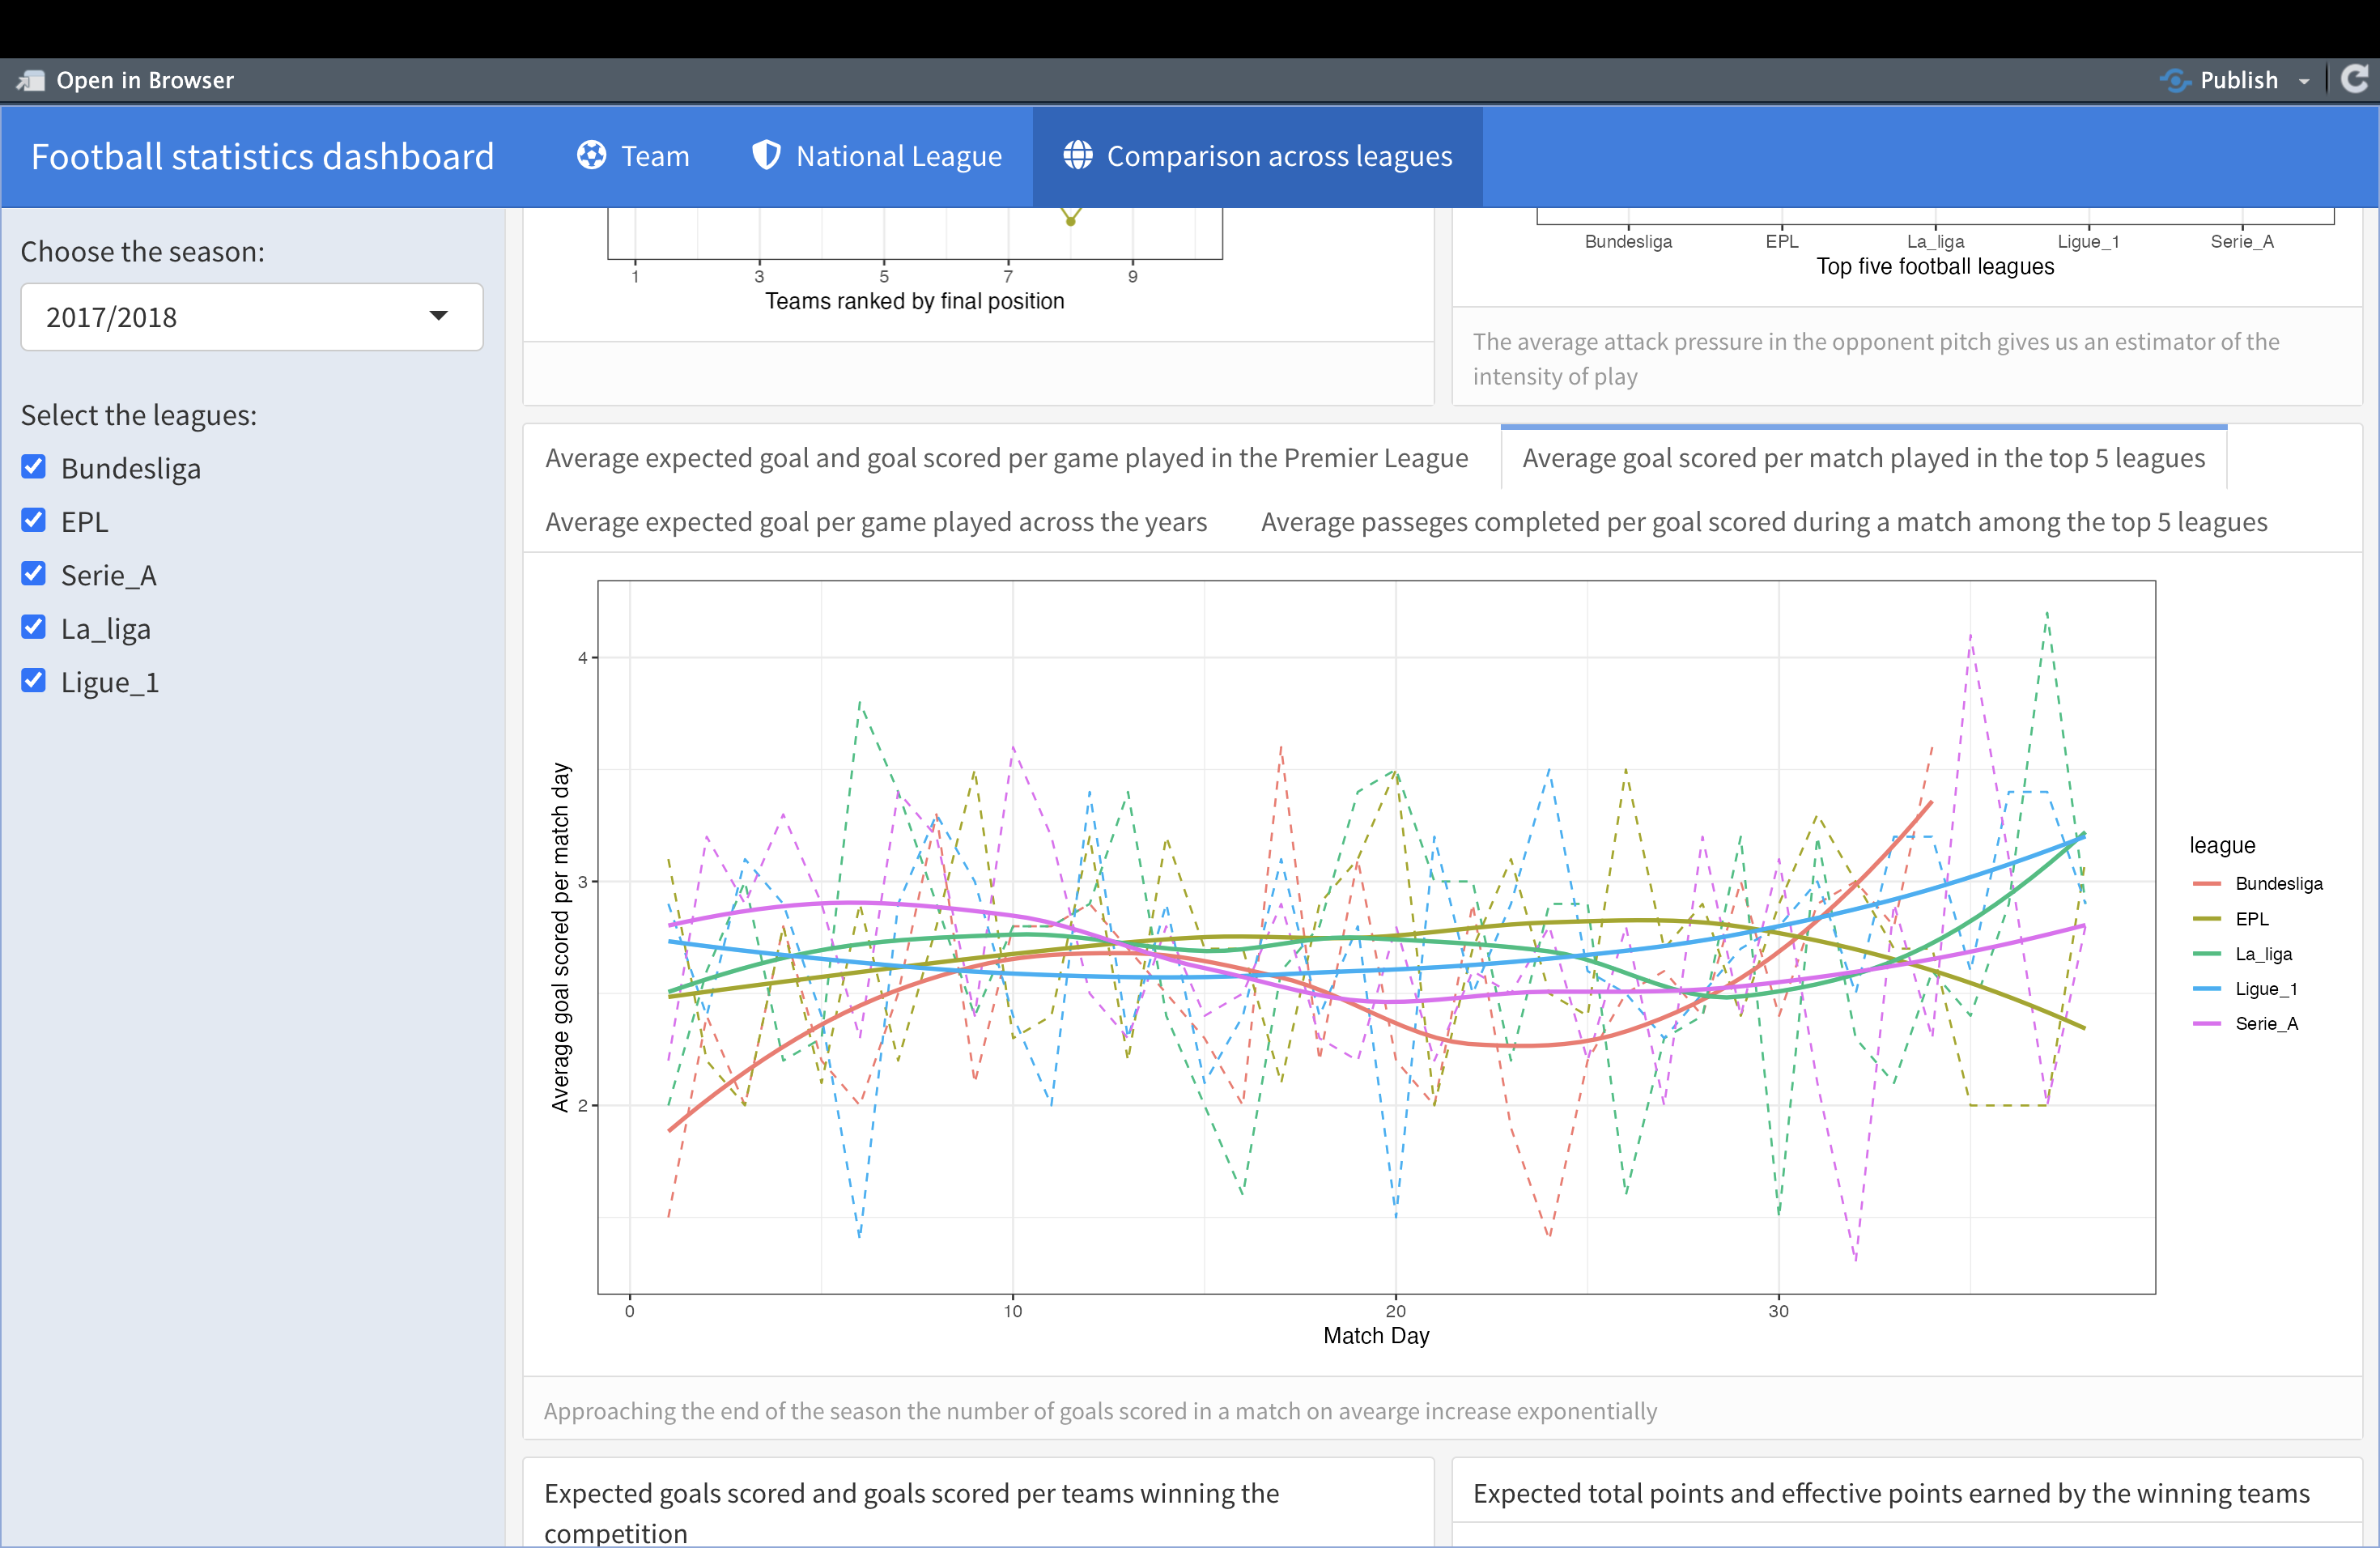 Open in Browser
Publish
Football statistics dashboard
Team
National League
Comparison across leagues
Choose the season:
2017/2018
Select the leagues:
Bundesliga
EPL
Serie_A
La_liga
Ligue_1
1 3 5 7 9
Teams ranked by final position
Bundesliga EPL La_liga Ligue_1 Serie_A
Top five football leagues
The average attack pressure in the opponent pitch gives us an estimator of the
intensity of play
Average expected goal and goal scored per game played in the Premier League
Average goal scored per match played in the top 5 leagues
Average expected goal per game played across the years
Average passeges completed per goal scored during a match among the top 5 leagues
Average goal scored per match day
4
3
2
0 10 20 30
Match Day
league
Bundesliga
EPL
La_liga
Ligue_1
Serie_A
Approaching the end of the season the number of goals scored in a match on avearge increase exponentially
Expected goals scored and goals scored per teams winning the
competition
Expected total points and effective points earned by the winning teams